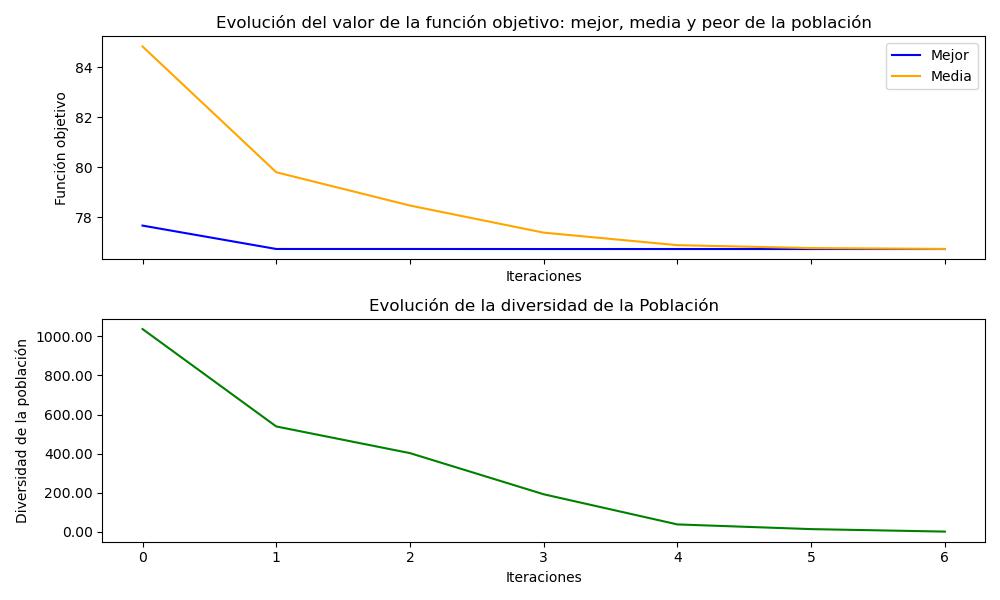 Evolución del valor de la función objetivo: mejor, media y peor de la población
Función objetivo
84
82
80
78
Mejor
Media
Iteraciones
Evolución de la diversidad de la Población
Diversidad de la población
1000.00
800.00
600.00
400.00
200.00
0.00
0 1 2 3 4 5 6
Iteraciones